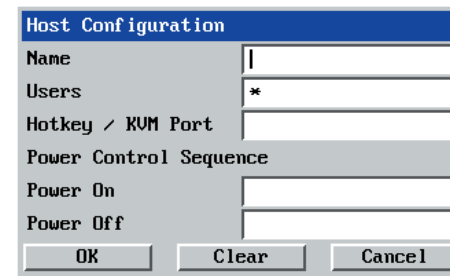 Host Configuration
Name
Users *
Hotkey / KVM Port
Power Control Sequence
Power On
Power Off
OK Clear Cancel